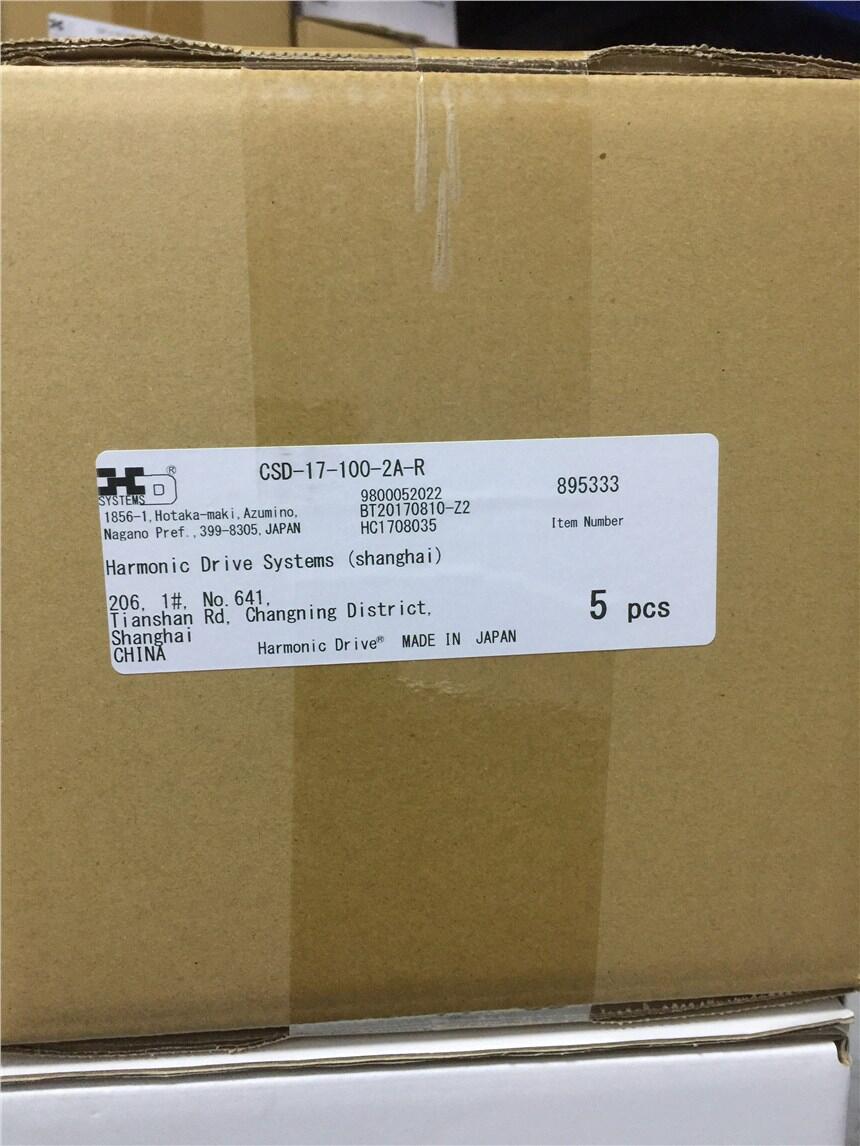 CSD-17-100-2A-R
HD®
SYSTEMS
9800052022
BT20170810-Z2
HC1708035
895333
Item Number
1856-1,Hotaka-maki,Azumino,
Nagano Pref.,399-8305,JAPAN
Harmonic Drive Systems (shanghai)
206, 1#, No.641,
Tianshan Rd, Changning District,
Shanghai
CHINA
5 pcs
Harmonic Drive® MADE IN JAPAN